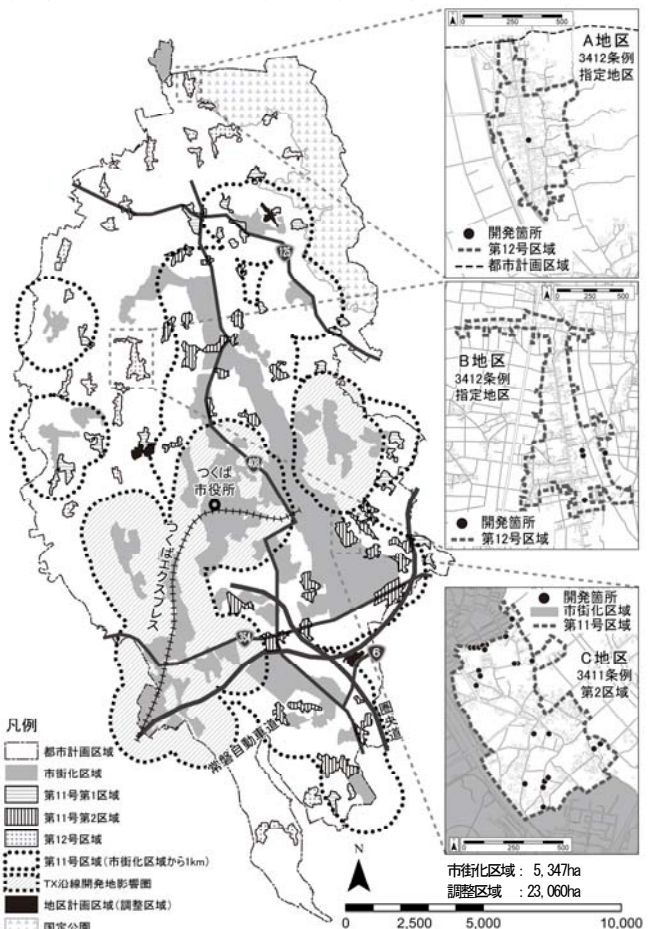 N
0
250
500
A地区
3412条例
指定地区
● 開発箇所
第12号区域
都市計画区域
N
0
250
500
B地区
3412条例
指定地区
● 開発箇所
第12号区域
● 開発箇所
市街化区域
第11号区域
C地区
3411条例
第2区域
N
0
250
500
125
408
つくば
市役所
つくばエクスプレス
354
6
圏央道
常磐自動車道
凡例
都市計画区域
市街化区域
第11号第1区域
第11号第2区域
第12号区域
第11号区域(市街化区域から1km)
TX沿線開発地影響圏
地区計画区域(調整区域)
国定公園
N
市街化区域: 5,347ha
調整区域 :23,060ha
0
2,500
5,000
10,000